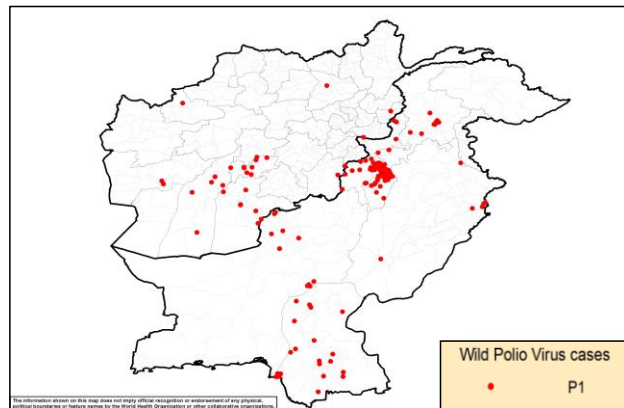 Wild Polio Virus cases
P1
The information shown on this map does not imply official recognition or endorsement of any physical,
political boundaries or feature names by the World Health Organization or other collaborative organizations.